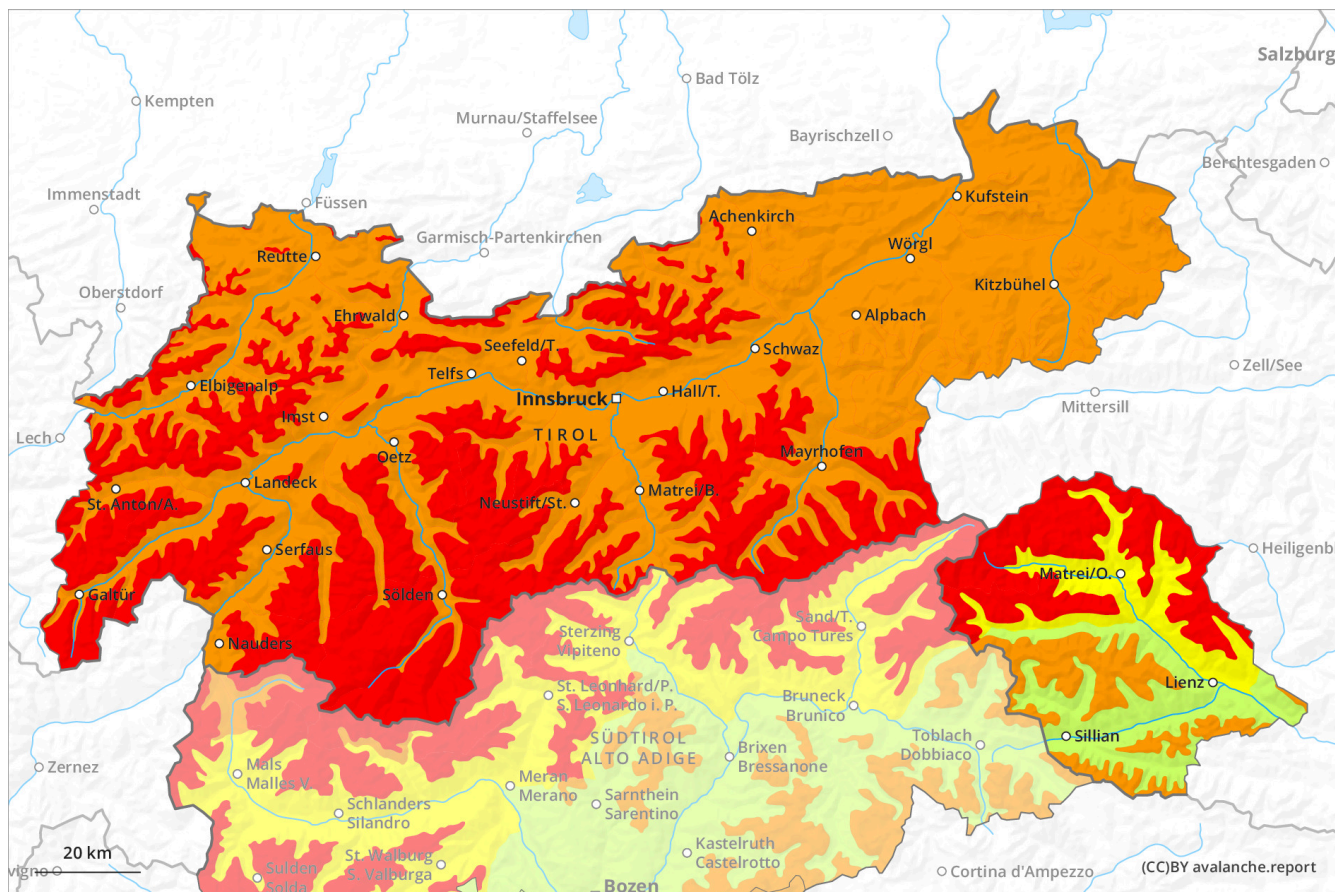 Salzburg
Kempten
Bad Tölz
Murnau/Staffelsee
Bayrischzell
Berchtesgaden
Immenstadt
Füssen
Kufstein
Achenkirch
Garmisch-Partenkirchen
Wörgl
Reutte
Oberstdorf
Kitzbühel
Ehrwald
Alpbach
Seefeld/T.
Schwaz
Zell/See
Telfs
Elbigenalp
Hall/T.
Innsbruck
Mittersill
Imst
Lech
TIROL
Oetz
Mayrhofen
Landeck
Matrei/B.
St. Anton/A.
Neustift/St.
Serfaus
Heiligenb
Matrei/O.
Galtür
Sölden
Sand/T.
Campo Tures
Sterzing
Vipiteno
Nauders
Lienz
St. Leonhard/P.
S. Leonardo i. P.
Bruneck
Brunico
SÜDTIROL
ALTO ADIGE
Toblach
Dobbiaco
Sillian
Brixen
Bressanone
Zernez
Mals
Malles V.
Meran
Merano
Sarnthein
Sarentino
Schlanders
Silandro
Kastelruth
Castelrotto
20 km
St. Walburg
S. Valburga
vigno
Sulden
Solda
Cortina d'Ampezzo
(CC)BY avalanche.report
Bozen